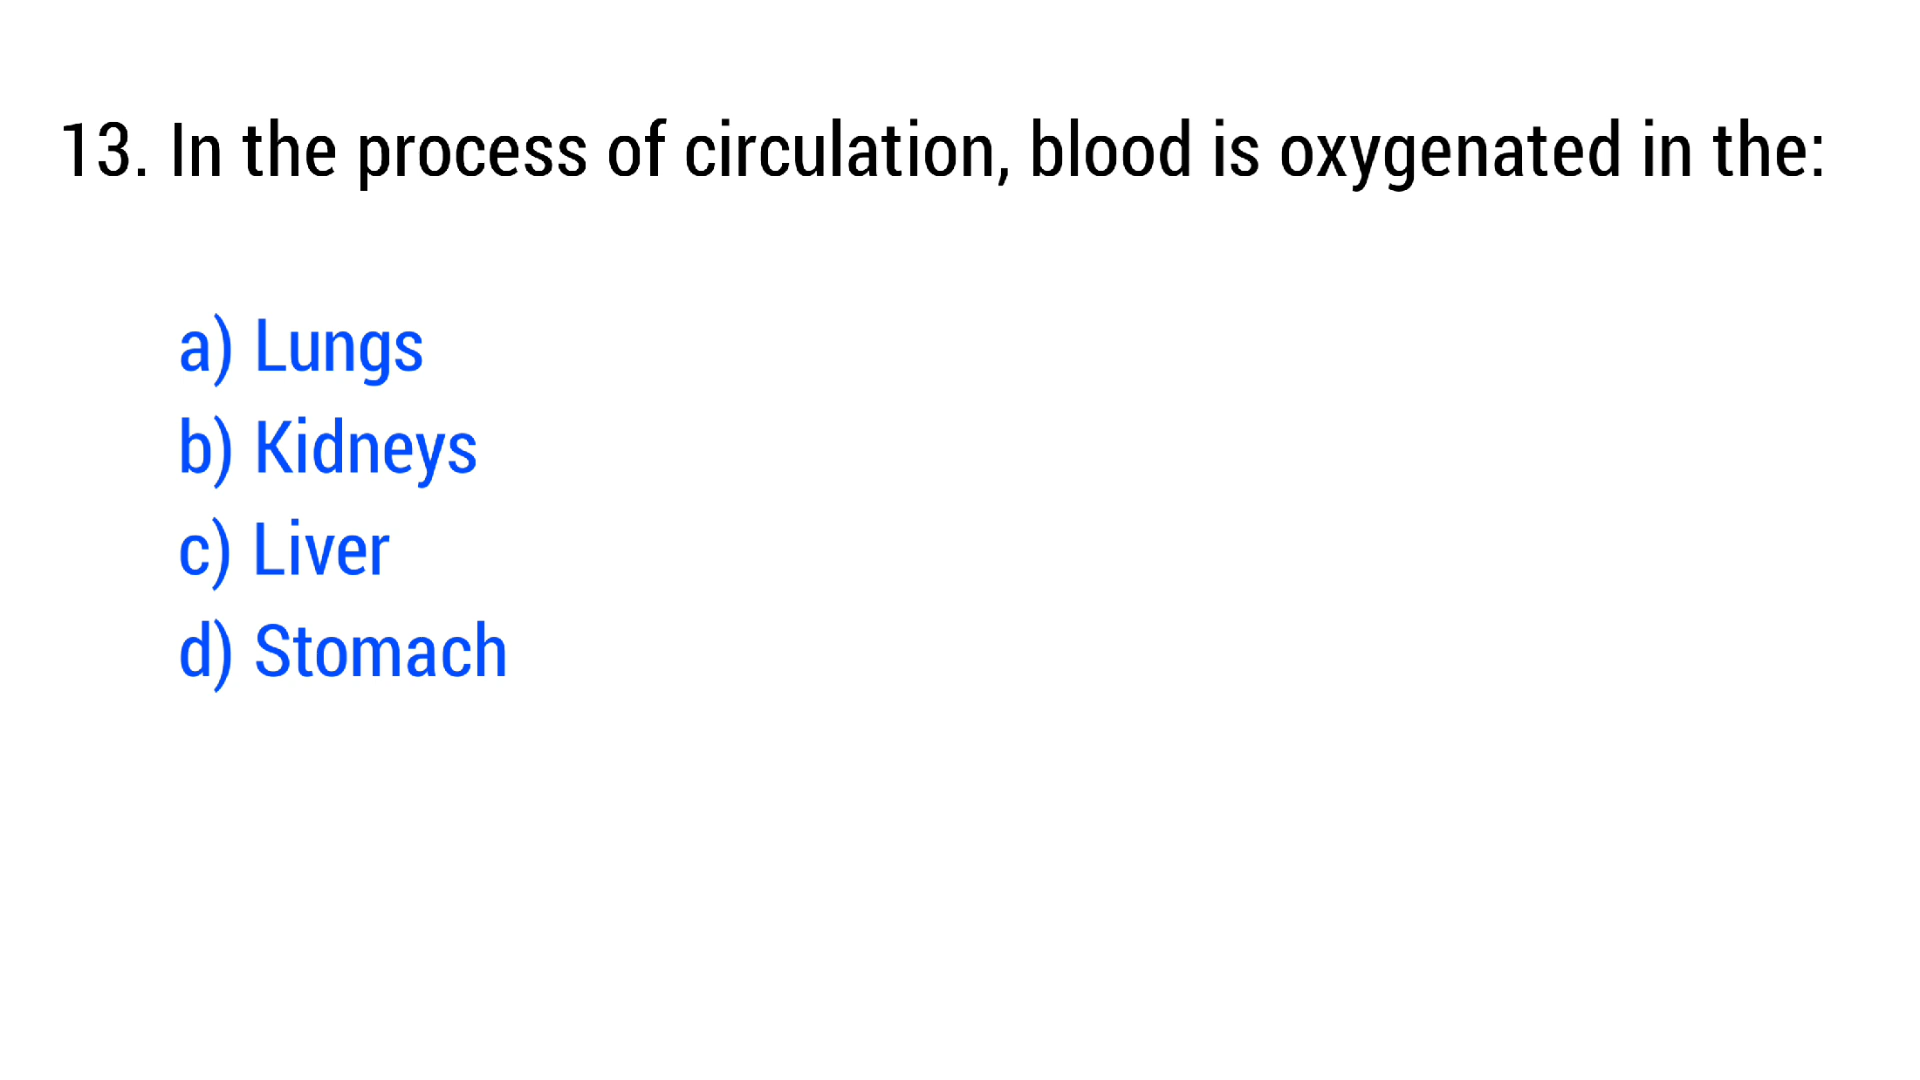 13. In the process of circulation, blood is oxygenated in the:
a) Lungs
b) Kidneys
c) Liver
d) Stomach